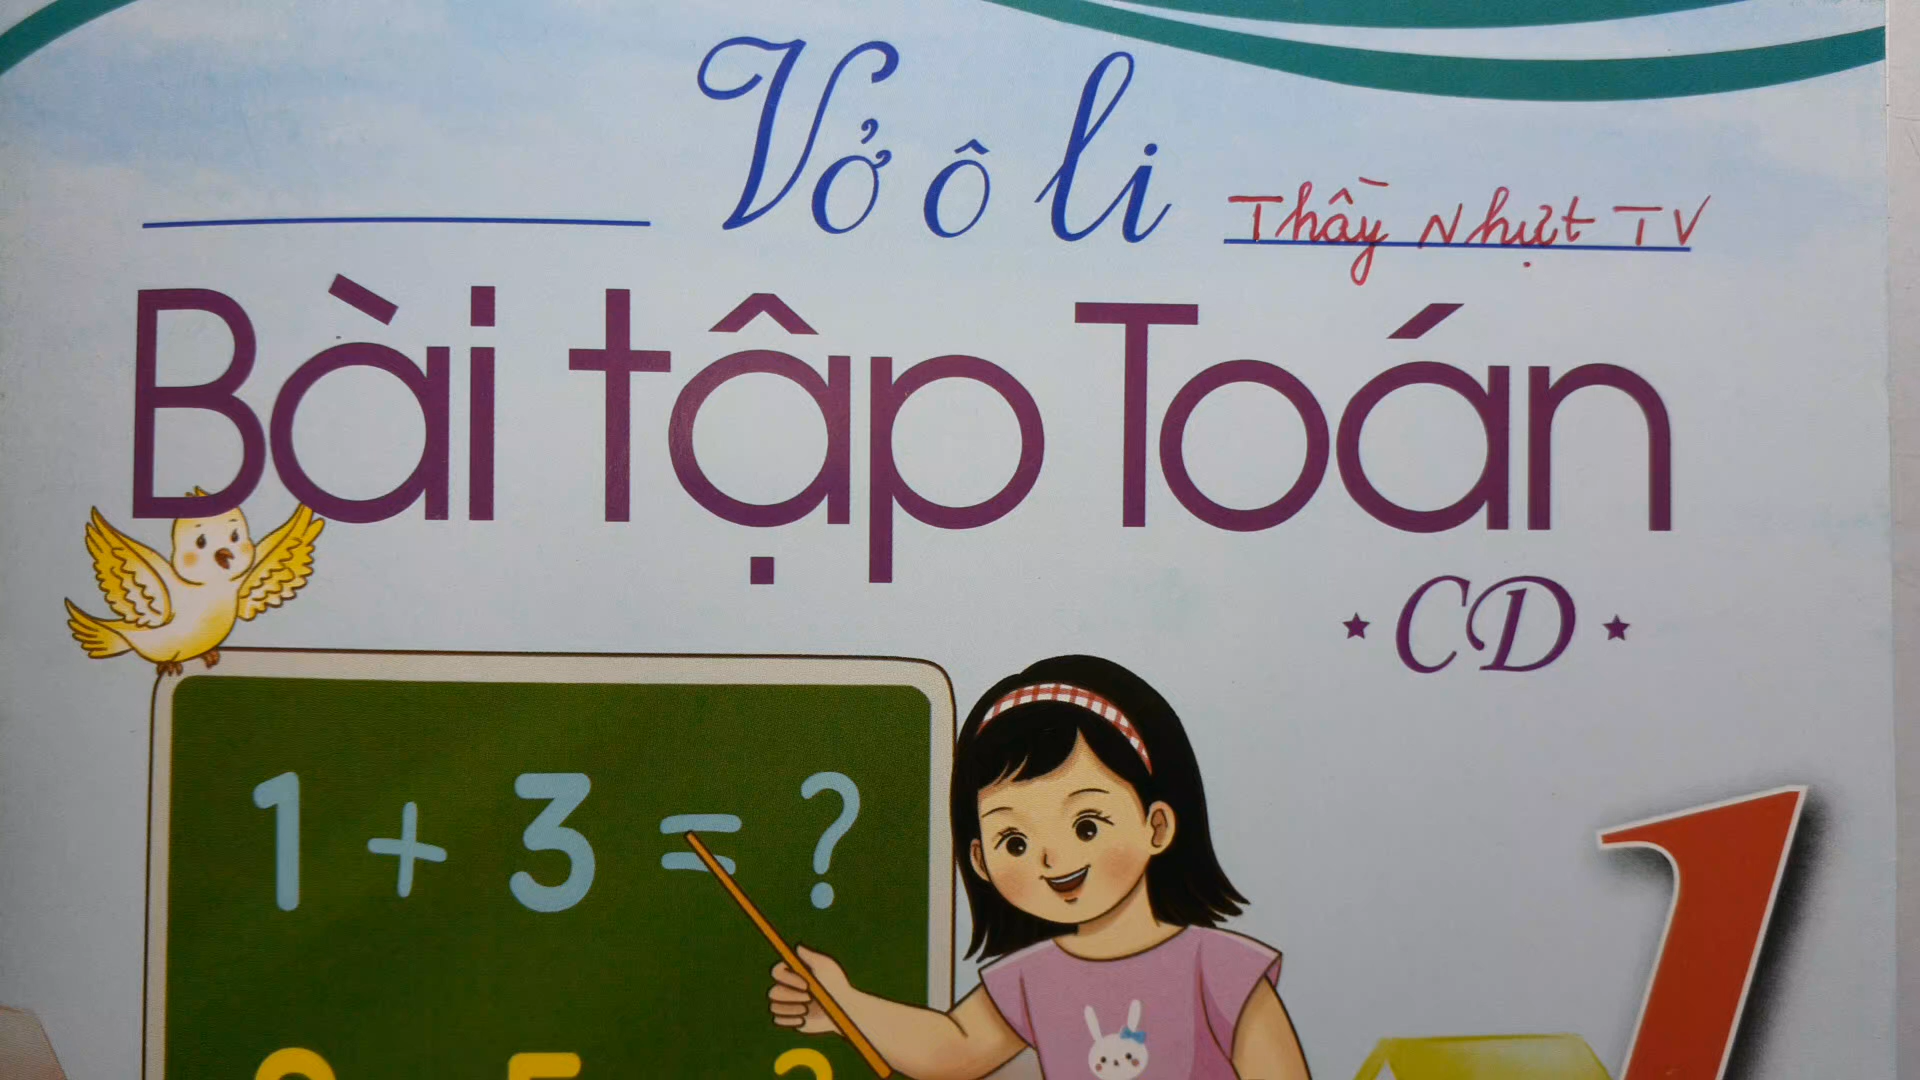 Vở ô li Thầy Nhựt TV
Bài tập Toán
CD
1 + 3 = ?
1